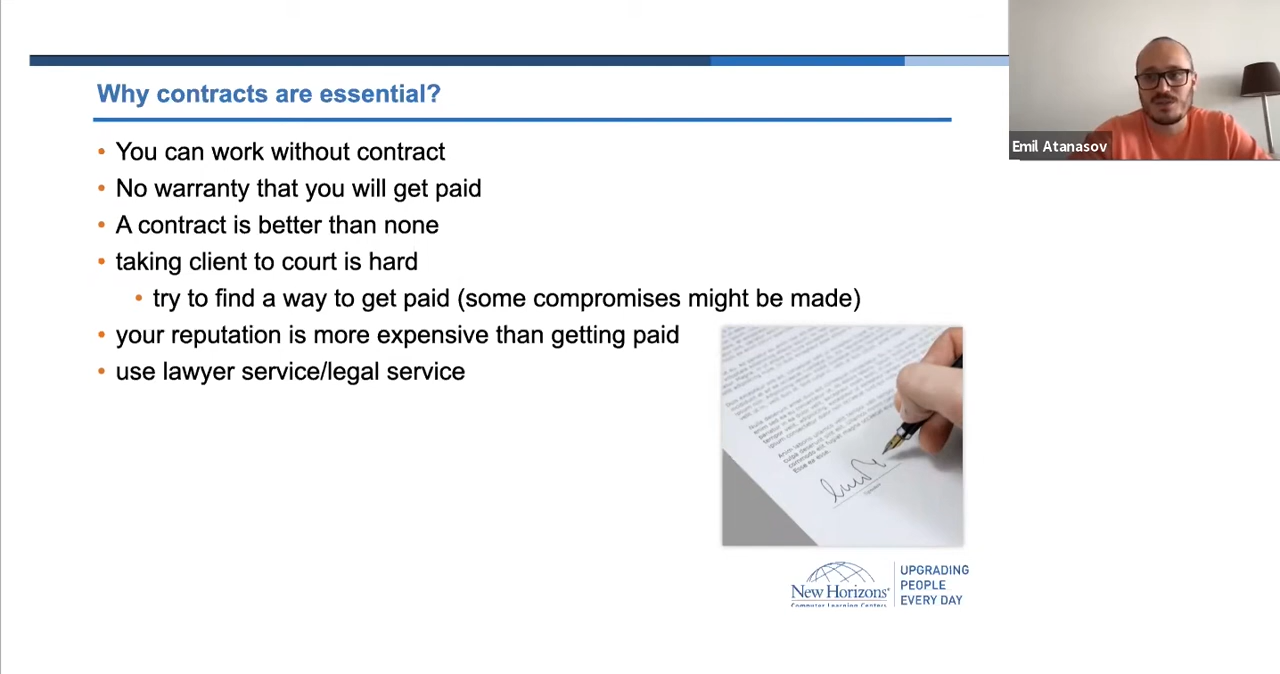 Why contracts are essential?
• You can work without contract
• No warranty that you will get paid
• A contract is better than none
• taking client to court is hard
• try to find a way to get paid (some compromises might be made)
• your reputation is more expensive than getting paid
• use lawyer service/legal service
Emil Atanasov
New Horizons®
Computer Learning Centers
UPGRADING
PEOPLE
EVERY DAY